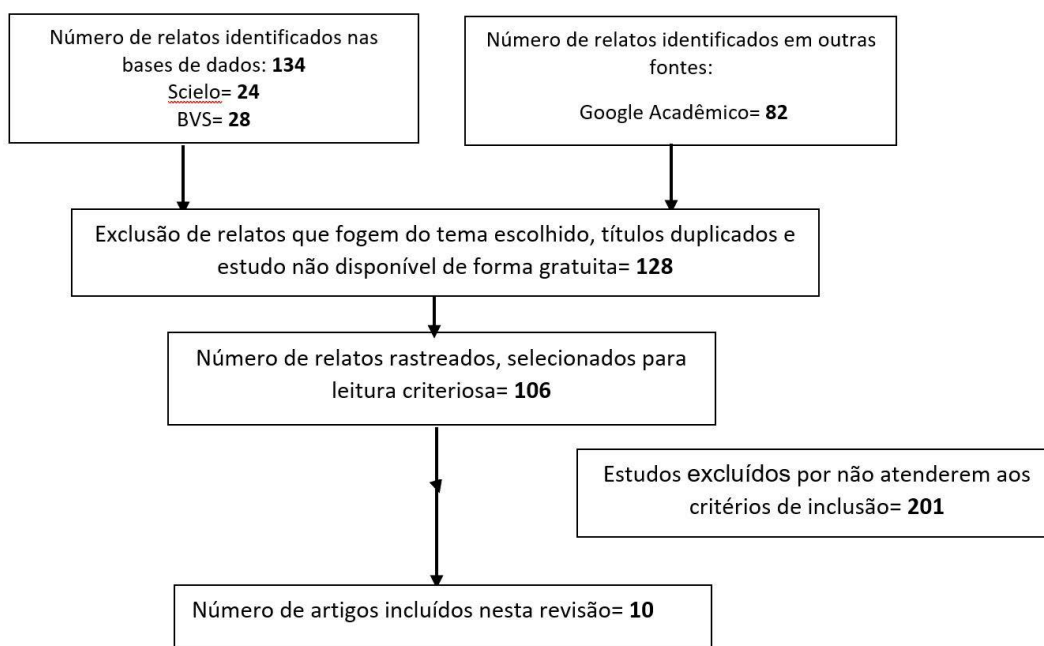 Número de relatos identificados nas
bases de dados: 134
Scielo= 24
BVS= 28
Número de relatos identificados em outras
fontes:
Google Acadêmico= 82
Exclusão de relatos que fogem do tema escolhido, títulos duplicados e
estudo não disponível de forma gratuita= 128
Número de relatos rastreados, selecionados para
leitura criteriosa= 106
Estudos excluídos por não atenderem aos
critérios de inclusão= 201
Número de artigos incluídos nesta revisão= 10